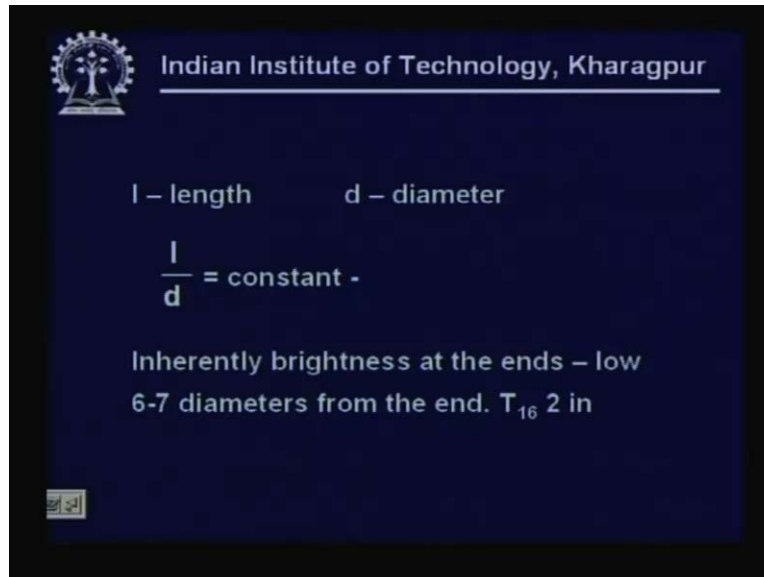 Indian Institute of Technology, Kharagpur
l – length d – diameter
l
d = constant -
Inherently brightness at the ends – low
6-7 diameters from the end. T₁₆ 2 in